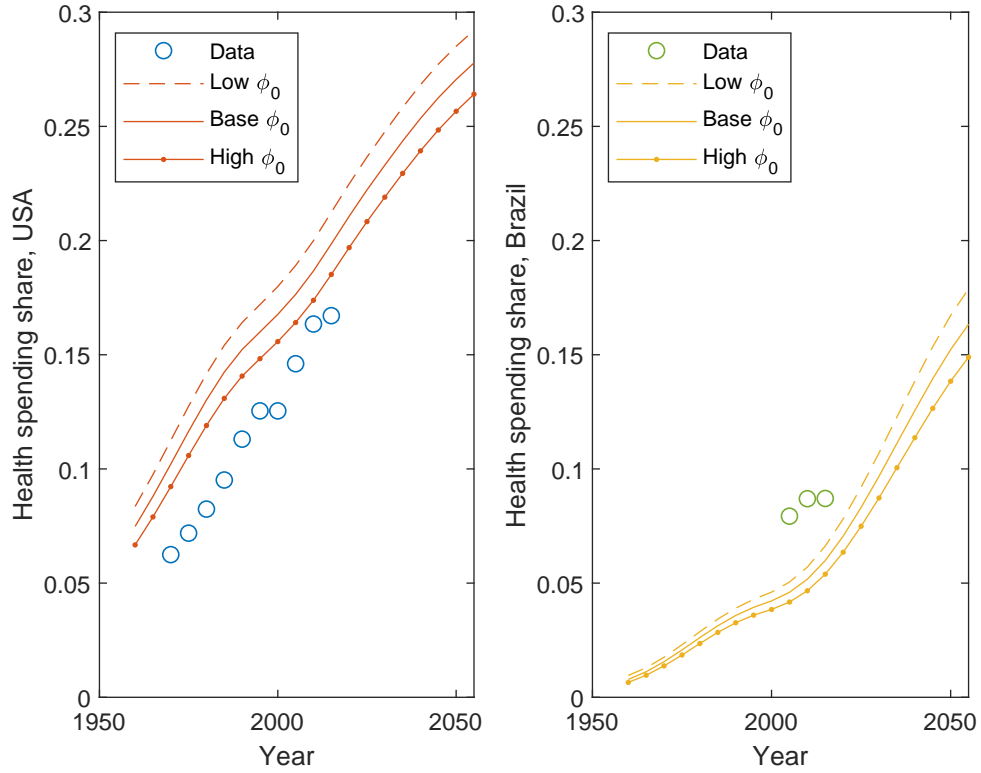 Health spending share, USA
0.3
0.25
0.2
0.15
0.1
0.05
0
Data
Low ϕ₀
Base ϕ₀
High ϕ₀
1950
2000
2050
Year
Health spending share, Brazil
0.3
0.25
0.2
0.15
0.1
0.05
0
Data
Low ϕ₀
Base ϕ₀
High ϕ₀
1950
2000
2050
Year